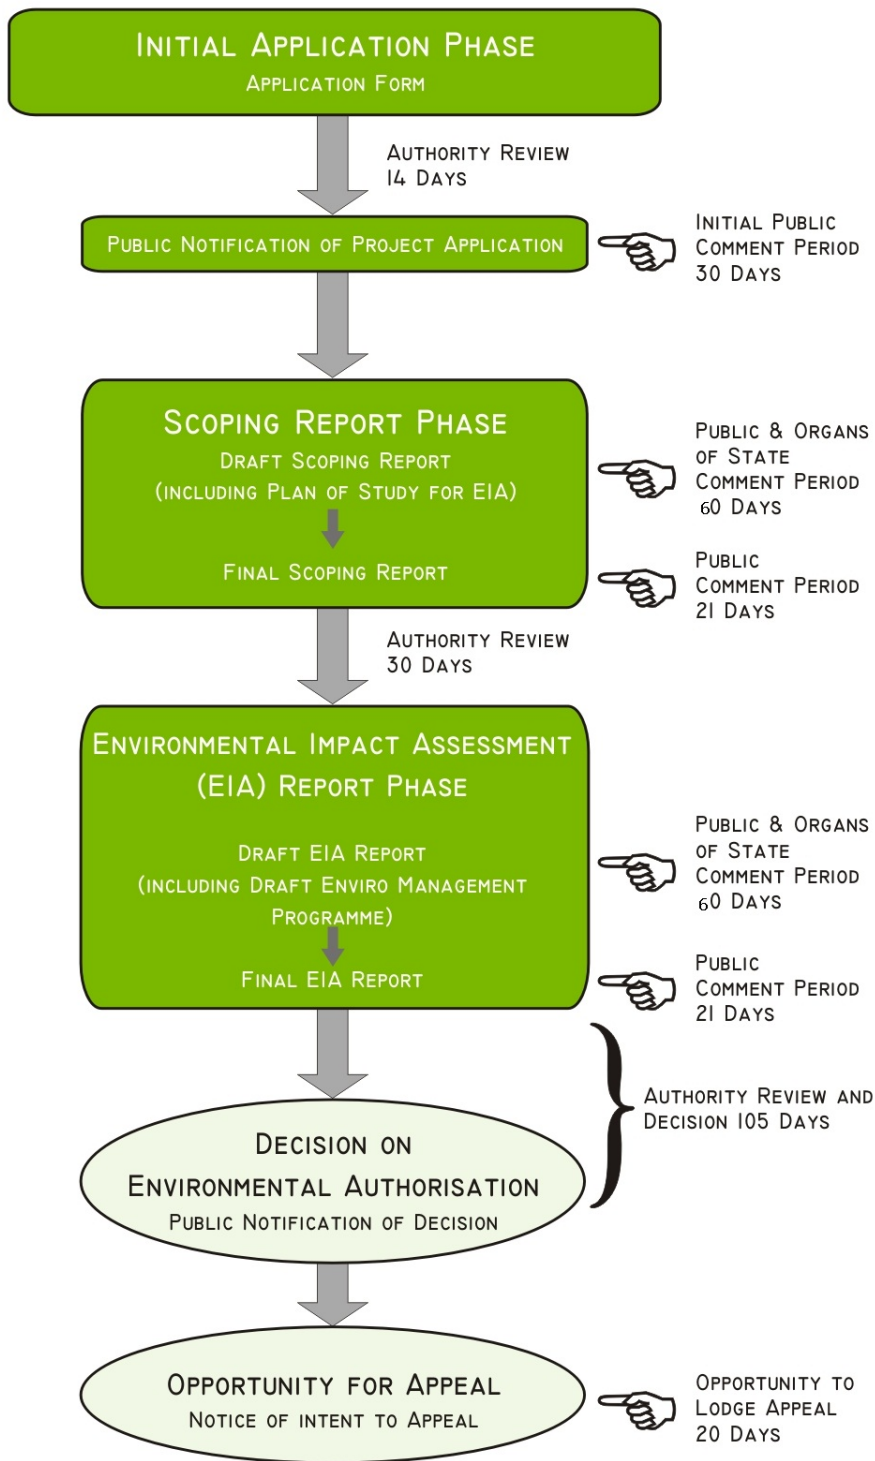 Initial Application Phase
Application Form
Authority Review
14 Days
Public Notification of Project Application
Initial Public
Comment Period
30 Days
Scoping Report Phase
Draft Scoping Report
(including Plan of Study for EIA)
Public & Organs
of State
Comment Period
60 Days
Final Scoping Report
Public
Comment Period
21 Days
Authority Review
30 Days
Environmental Impact Assessment
(EIA) Report Phase
Draft EIA Report
(including Draft Enviro Management
Programme)
Public & Organs
of State
Comment Period
60 Days
Final EIA Report
Public
Comment Period
21 Days
Authority Review and
Decision 105 Days
Decision on
Environmental Authorisation
Public Notification of Decision
Opportunity for Appeal
Notice of intent to Appeal
Opportunity to
Lodge Appeal
20 Days